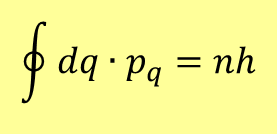 ∮ dq · p_q = nh